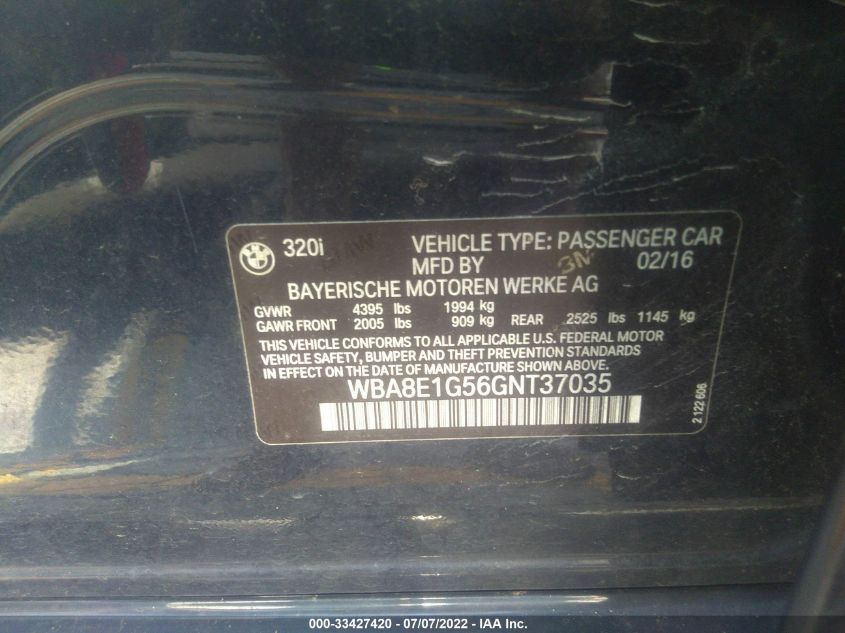 320i VEHICLE TYPE: PASSENGER CAR
MFD BY 02/16
BAYERISCHE MOTOREN WERKE AG
GVWR 4395 lbs 1994 kg
GAWR FRONT 2005 lbs 909 kg REAR 2525 lbs 1145 kg
THIS VEHICLE CONFORMS TO ALL APPLICABLE U.S. FEDERAL MOTOR
VEHICLE SAFETY, BUMPER AND THEFT PREVENTION STANDARDS
IN EFFECT ON THE DATE OF MANUFACTURE SHOWN ABOVE.
WBA8E1G56GNT37035
2 122 606
000-33427420 - 07/07/2022 - IAA Inc.